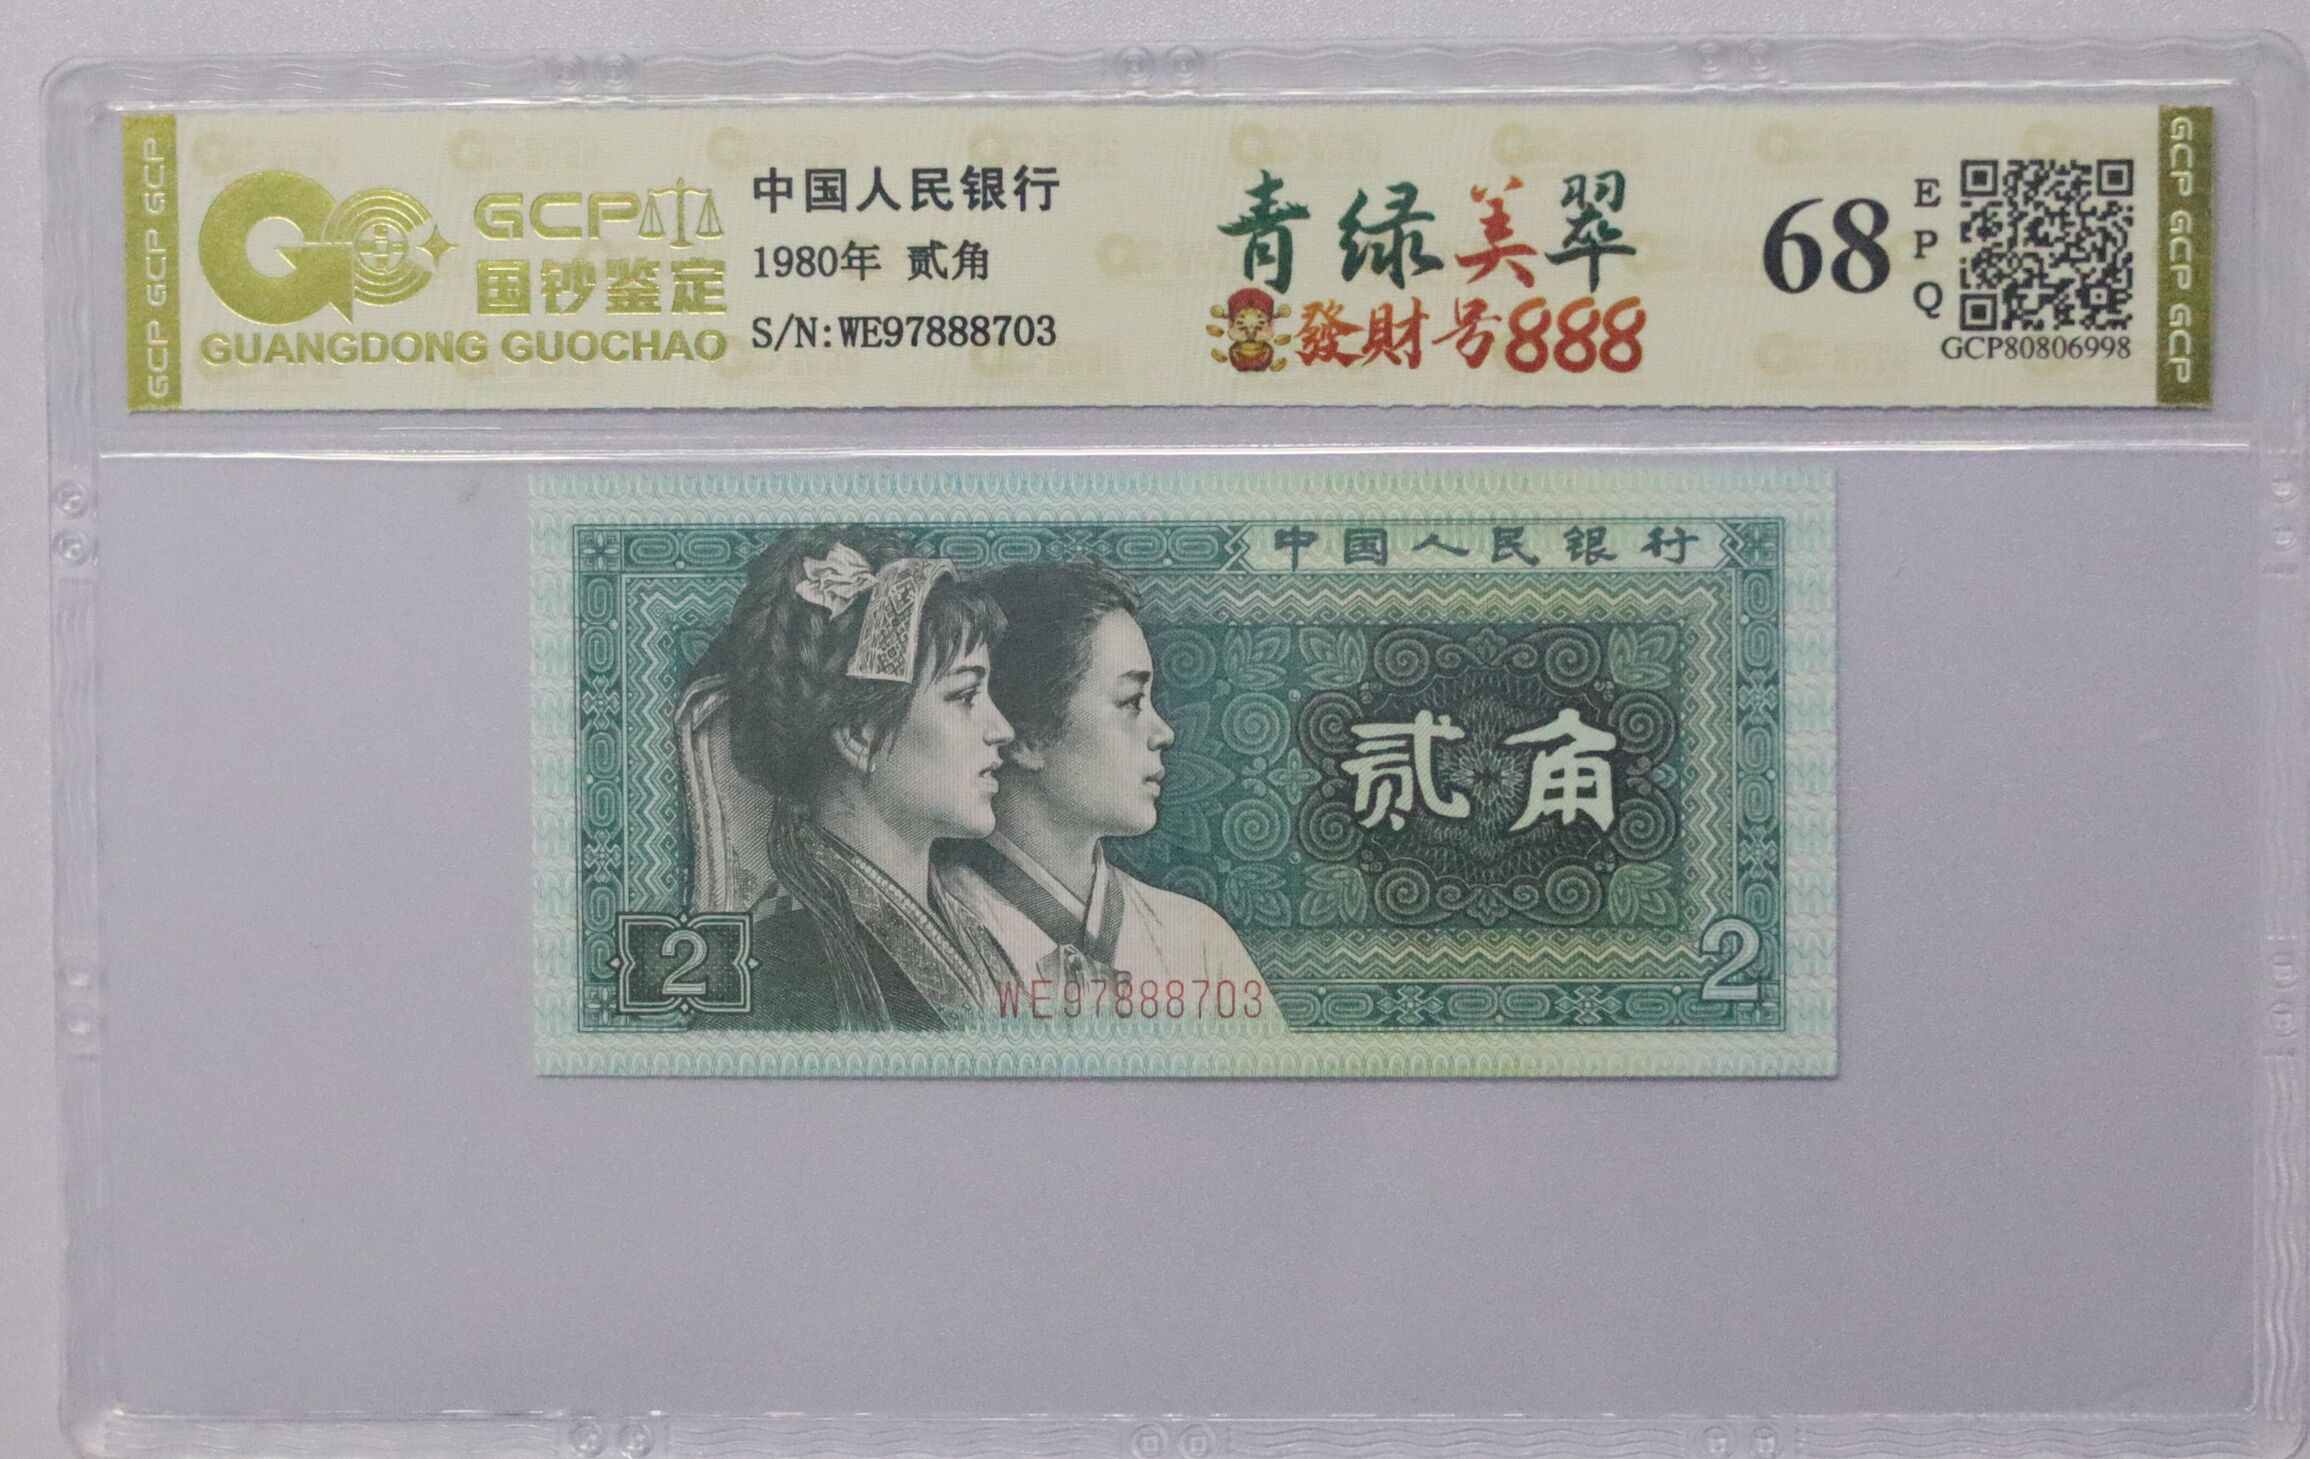 GCP GCP GCP
GCP
国钞鉴定
GUANGDONG GUOCHAO
中国人民银行
1980年 贰角
S/N:WE97888703
青绿美翠
發財号888
68
EPQ
GCP80806998
GCP GCP GCP
中国人民银行
贰角
2
WE97888703
2